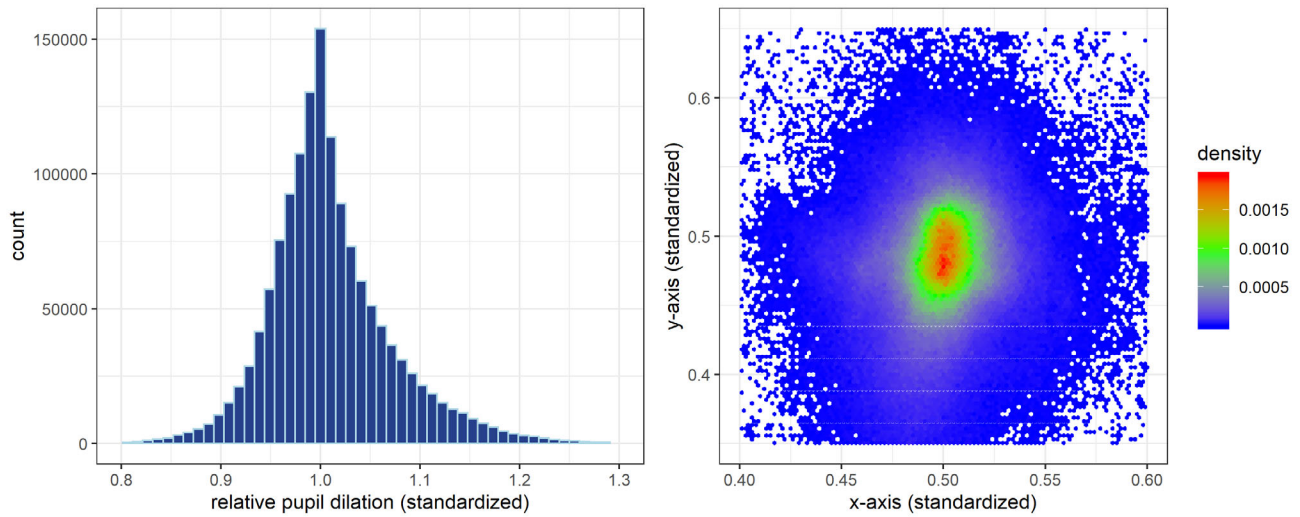 150000
100000
50000
0
count
0.8 0.9 1.0 1.1 1.2 1.3
relative pupil dilation (standardized)
0.6
0.5
0.4
y-axis (standardized)
0.40 0.45 0.50 0.55 0.60
x-axis (standardized)
density
0.0015
0.0010
0.0005